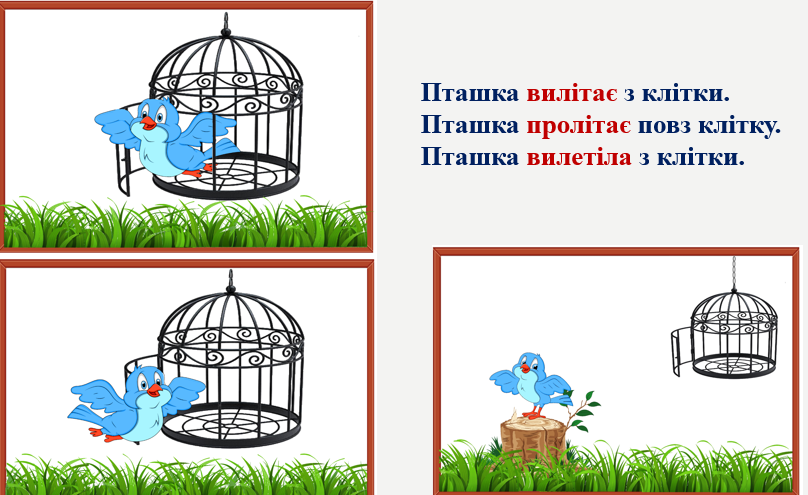 Пташка вилітає з клітки.
Пташка пролітає повз клітку.
Пташка вилетіла з клітки.